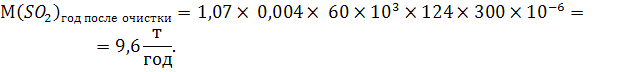 M(SO₂)год после очистки = 1,07 × 0,004 × 60 × 10³ × 124 × 300 × 10⁻⁶ =
= 9,6 т/год.